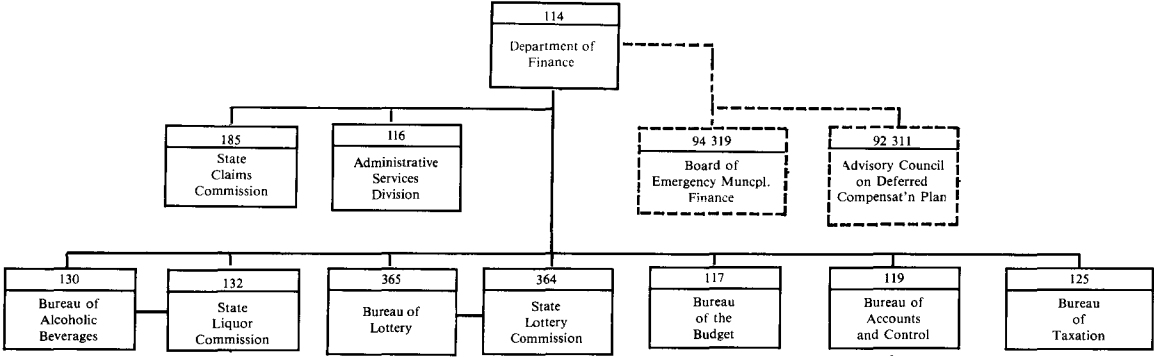 114
Department of
Finance
185
State
Claims
Commission
116
Administrative
Services
Division
94 319
Board of
Emergency Muncpl.
Finance
92 311
Advisory Council
on Deferred
Compensat'n Plan
130
Bureau of
Alcoholic
Beverages
132
State
Liquor
Commission
365
Bureau of
Lottery
364
State
Lottery
Commission
117
Bureau
of the
Budget
119
Bureau of
Accounts
and Control
125
Bureau
of
Taxation